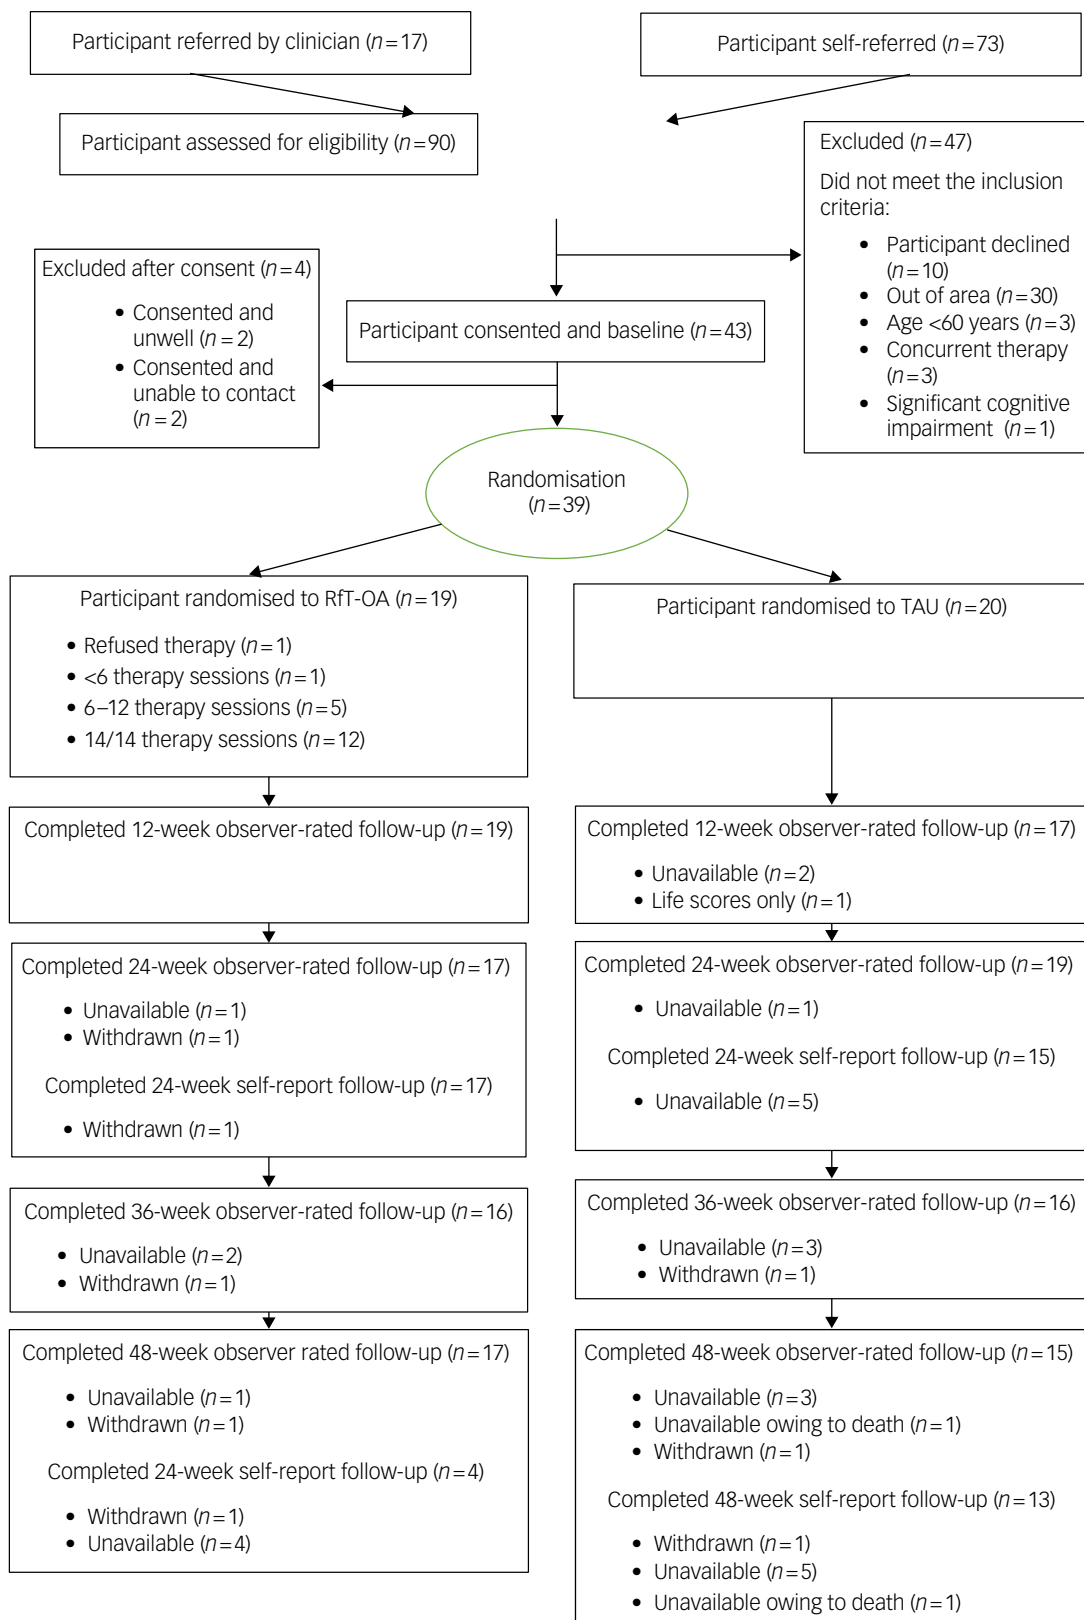 Participant referred by clinician (n=17)
Participant self-referred (n=73)
Participant assessed for eligibility (n=90)
Excluded (n=47)
Did not meet the inclusion
criteria:
• Participant declined
(n=10)
• Out of area (n=30)
• Age <60 years (n=3)
• Concurrent therapy
(n=3)
• Significant cognitive
impairment (n=1)
Excluded after consent (n=4)
• Consented and
unwell (n=2)
• Consented and
unable to contact
(n=2)
Participant consented and baseline (n=43)
Randomisation
(n=39)
Participant randomised to RfT-OA (n=19)
• Refused therapy (n=1)
• <6 therapy sessions (n=1)
• 6–12 therapy sessions (n=5)
• 14/14 therapy sessions (n=12)
Participant randomised to TAU (n=20)
Completed 12-week observer-rated follow-up (n=19)
Completed 12-week observer-rated follow-up (n=17)
• Unavailable (n=2)
• Life scores only (n=1)
Completed 24-week observer-rated follow-up (n=17)
• Unavailable (n=1)
• Withdrawn (n=1)
Completed 24-week self-report follow-up (n=17)
• Withdrawn (n=1)
Completed 24-week observer-rated follow-up (n=19)
• Unavailable (n=1)
Completed 24-week self-report follow-up (n=15)
• Unavailable (n=5)
Completed 36-week observer-rated follow-up (n=16)
• Unavailable (n=2)
• Withdrawn (n=1)
Completed 36-week observer-rated follow-up (n=16)
• Unavailable (n=3)
• Withdrawn (n=1)
Completed 48-week observer rated follow-up (n=17)
• Unavailable (n=1)
• Withdrawn (n=1)
Completed 24-week self-report follow-up (n=4)
• Withdrawn (n=1)
• Unavailable (n=4)
Completed 48-week observer-rated follow-up (n=15)
• Unavailable (n=3)
• Unavailable owing to death (n=1)
• Withdrawn (n=1)
Completed 48-week self-report follow-up (n=13)
• Withdrawn (n=1)
• Unavailable (n=5)
• Unavailable owing to death (n=1)